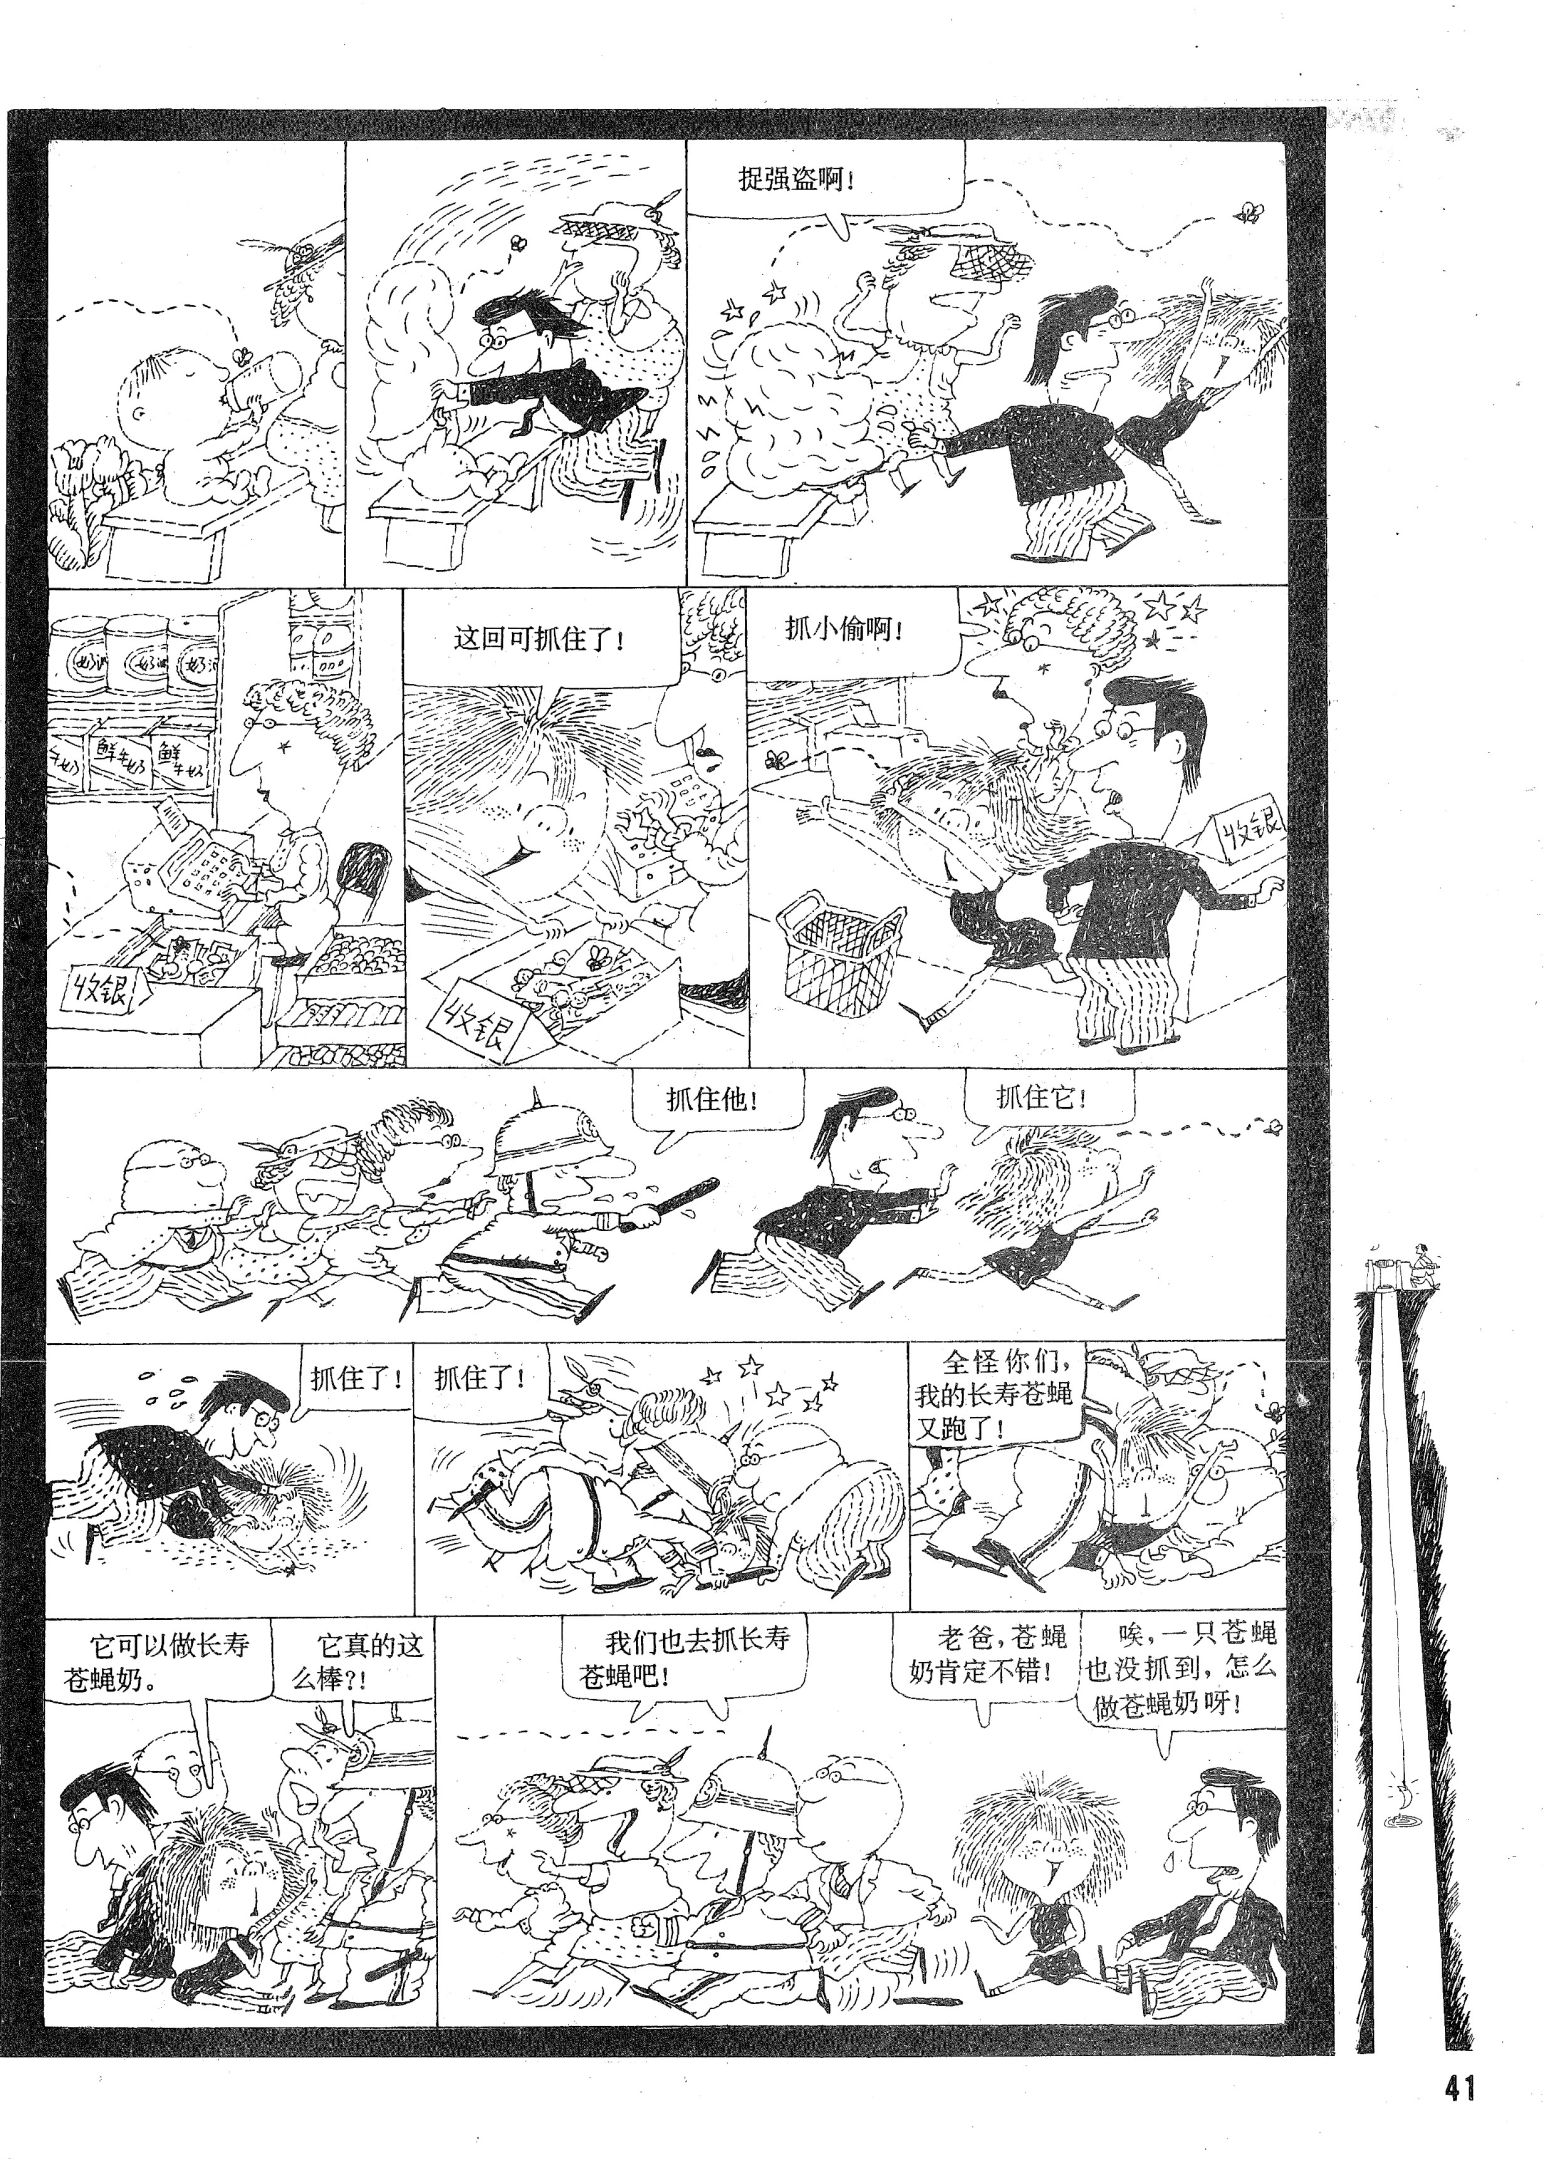 捉强盗啊！
奶油
奶油
奶油
牛奶
鲜
牛奶
鲜
牛奶
收银
这回可抓住了！
收银
抓小偷啊！
收银
抓住他！
抓住它！
抓住了！
抓住了！
全怪你们，
我的长寿苍蝇
又跑了！
它可以做长寿
苍蝇奶。
它真的这
么棒?!
我们也去抓长寿
苍蝇吧！
老爸，苍蝇
奶肯定不错！
唉，一只苍蝇
也没抓到，怎么
做苍蝇奶呀！
41